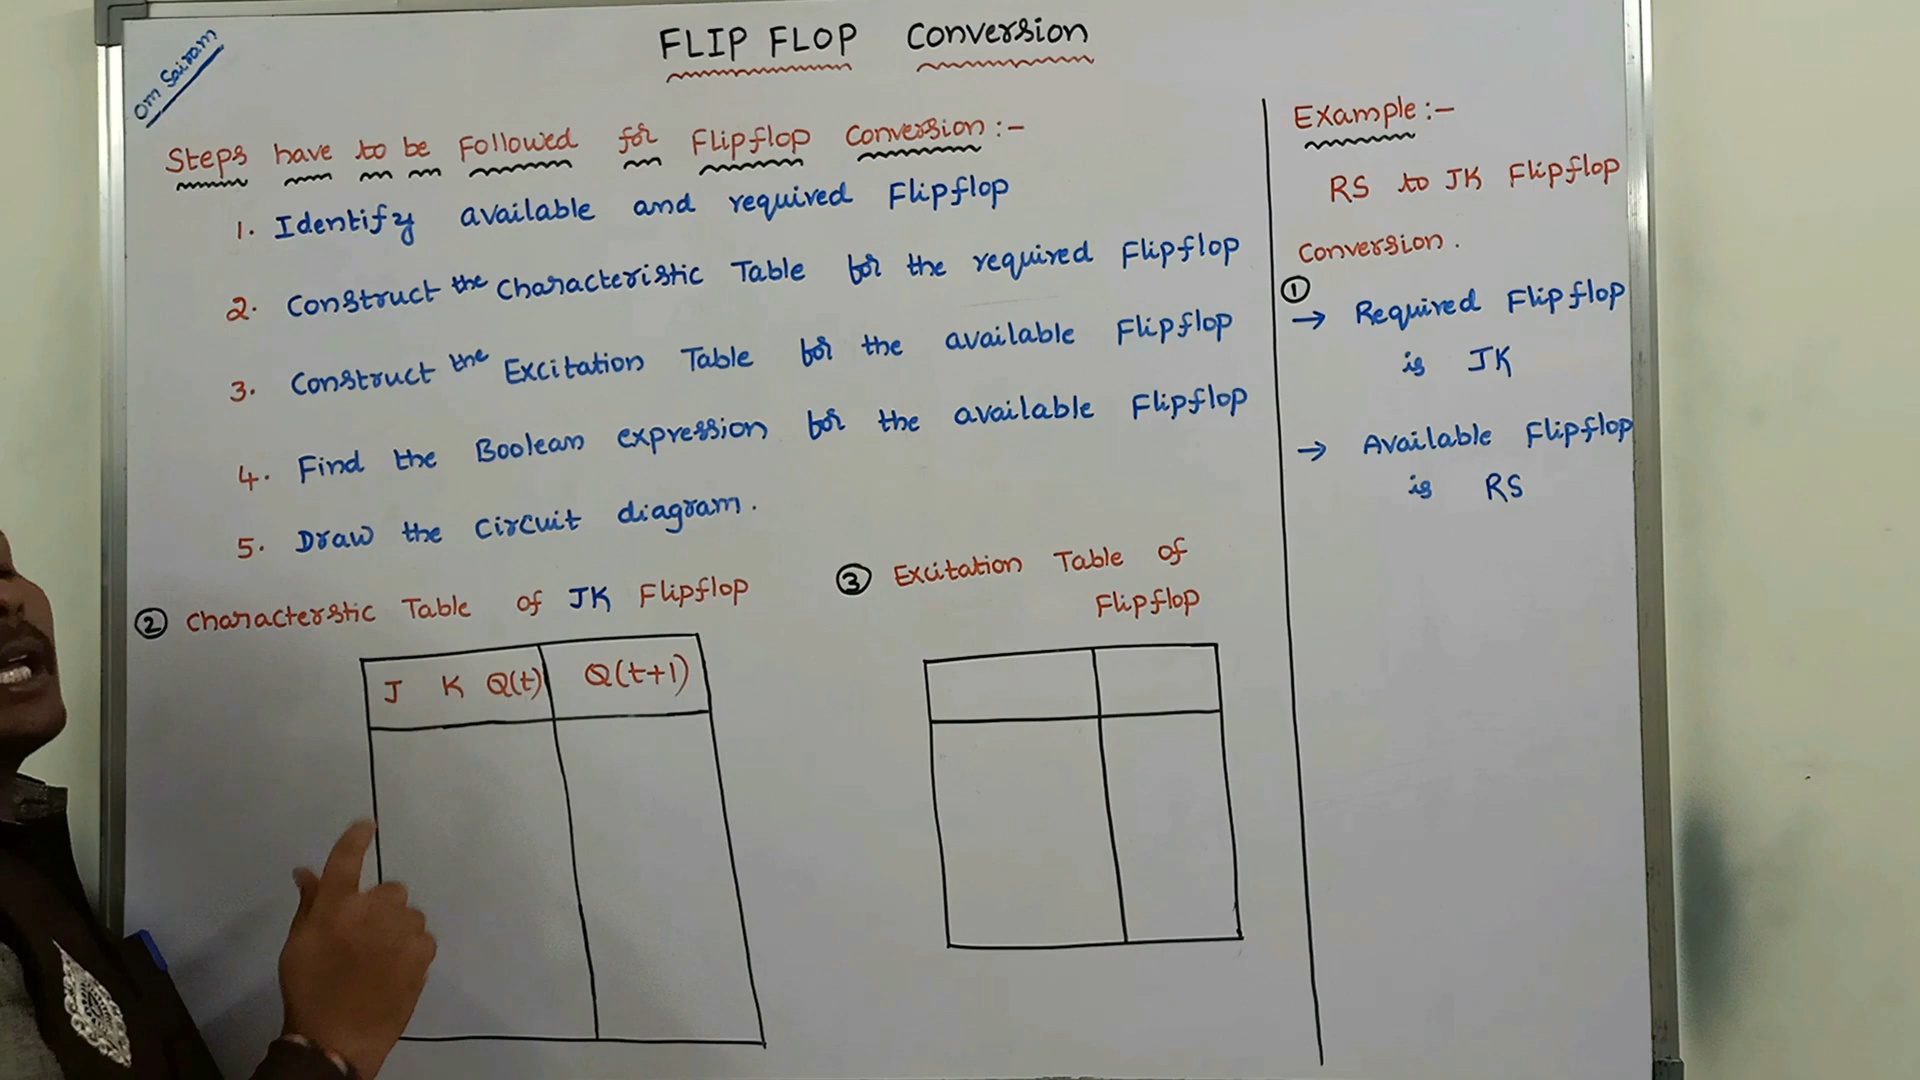 Om Sairam
FLIP FLOP Conversion
Steps have to be Followed for Flipflop Conversion :-
1. Identify available and required Flipflop
2. Construct the Characteristic Table for the required Flipflop
3. Construct the Excitation Table for the available Flipflop
4. Find the Boolean expression for the available Flipflop
5. Draw the Circuit diagram.
② Characterstic Table of JK Flipflop
J K Q(t) Q(t+1)
③ Excitation Table of
Flipflop
Example :-
RS to JK Flipflop
Conversion.
①
→ Required Flipflop
is JK
→ Available Flipflop
is RS